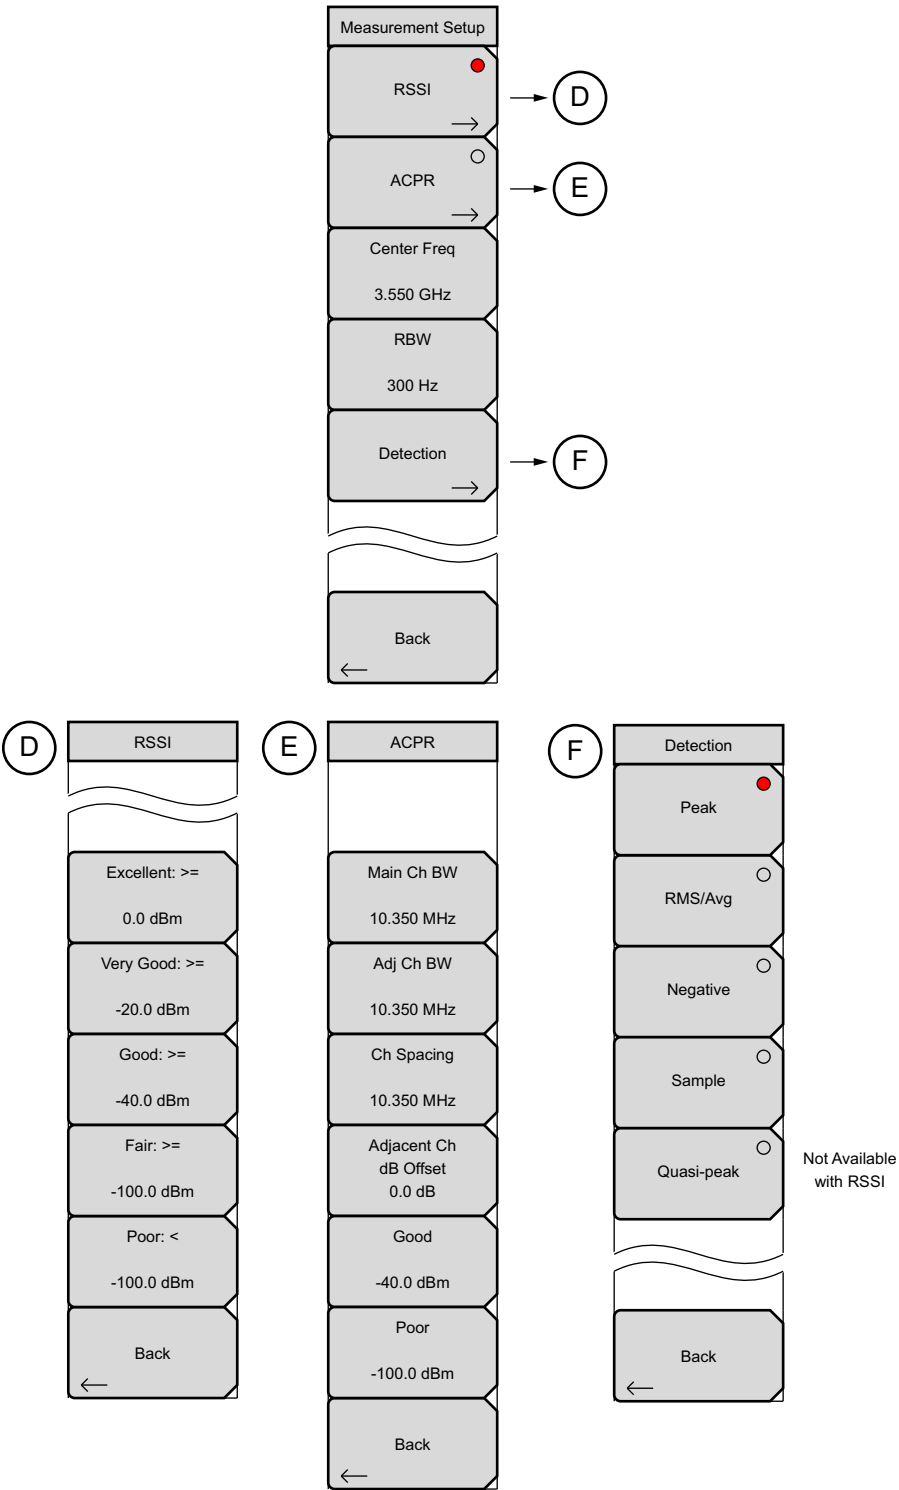 Measurement Setup
RSSI
D
ACPR
E
Center Freq
3.550 GHz
RBW
300 Hz
Detection
F
Back
D
RSSI
Excellent: >=
0.0 dBm
Very Good: >=
-20.0 dBm
Good: >=
-40.0 dBm
Fair: >=
-100.0 dBm
Poor: <
-100.0 dBm
Back
E
ACPR
Main Ch BW
10.350 MHz
Adj Ch BW
10.350 MHz
Ch Spacing
10.350 MHz
Adjacent Ch
dB Offset
0.0 dB
Good
-40.0 dBm
Poor
-100.0 dBm
Back
F
Detection
Peak
RMS/Avg
Negative
Sample
Quasi-peak
Not Available
with RSSI
Back